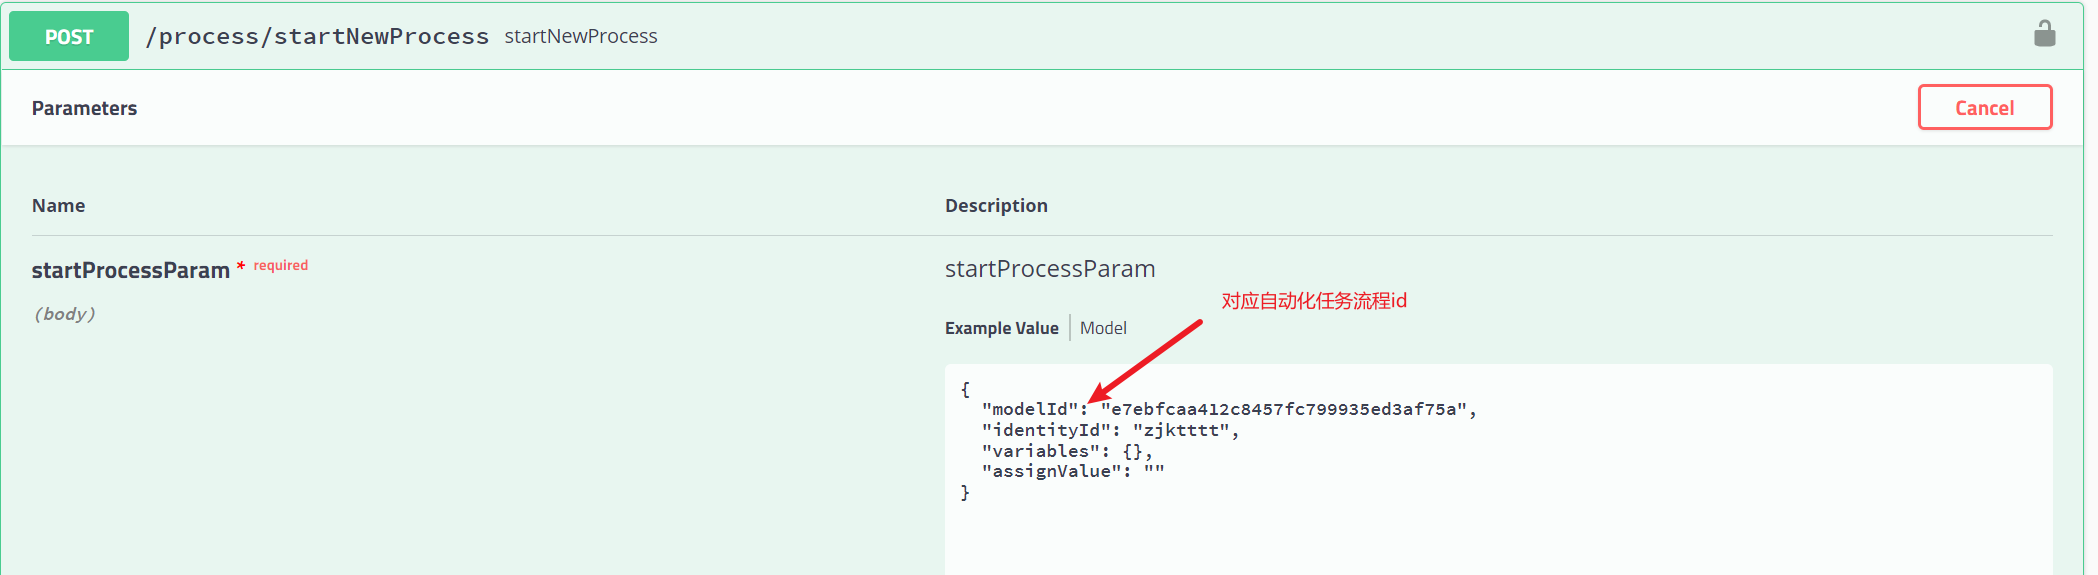 POST /process/startNewProcess startNewProcess
Parameters
Cancel
Name
Description
startProcessParam * required
(body)
startProcessParam
对应自动化任务流程id
Example Value | Model
{
"modelId": "e7ebfcaa412c8457fc799935ed3af75a",
"identityId": "zjktttt",
"variables": {},
"assignValue": ""
}